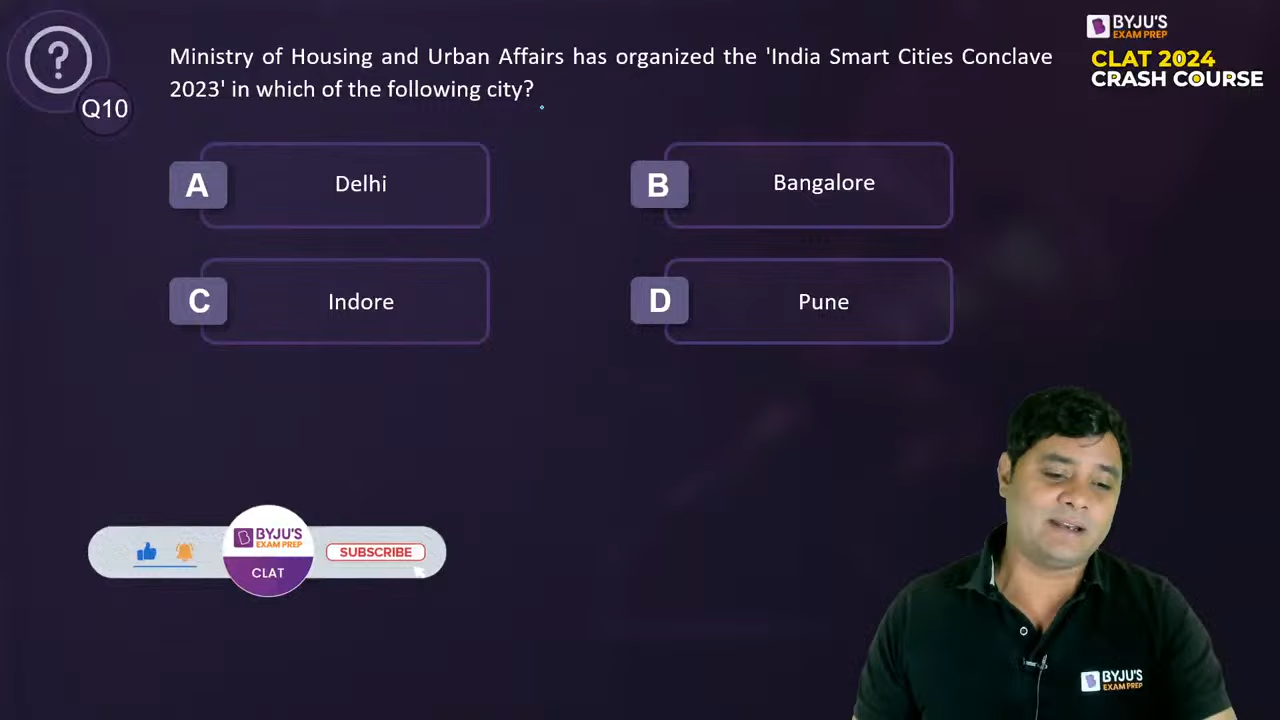 ?
Q10
Ministry of Housing and Urban Affairs has organized the 'India Smart Cities Conclave
2023' in which of the following city?
BYJU'S
EXAM PREP
CLAT 2024
CRASH COURSE
A
Delhi
B
Bangalore
C
Indore
D
Pune
BYJU'S
EXAM PREP
CLAT
SUBSCRIBE
BYJU'S
EXAM PREP